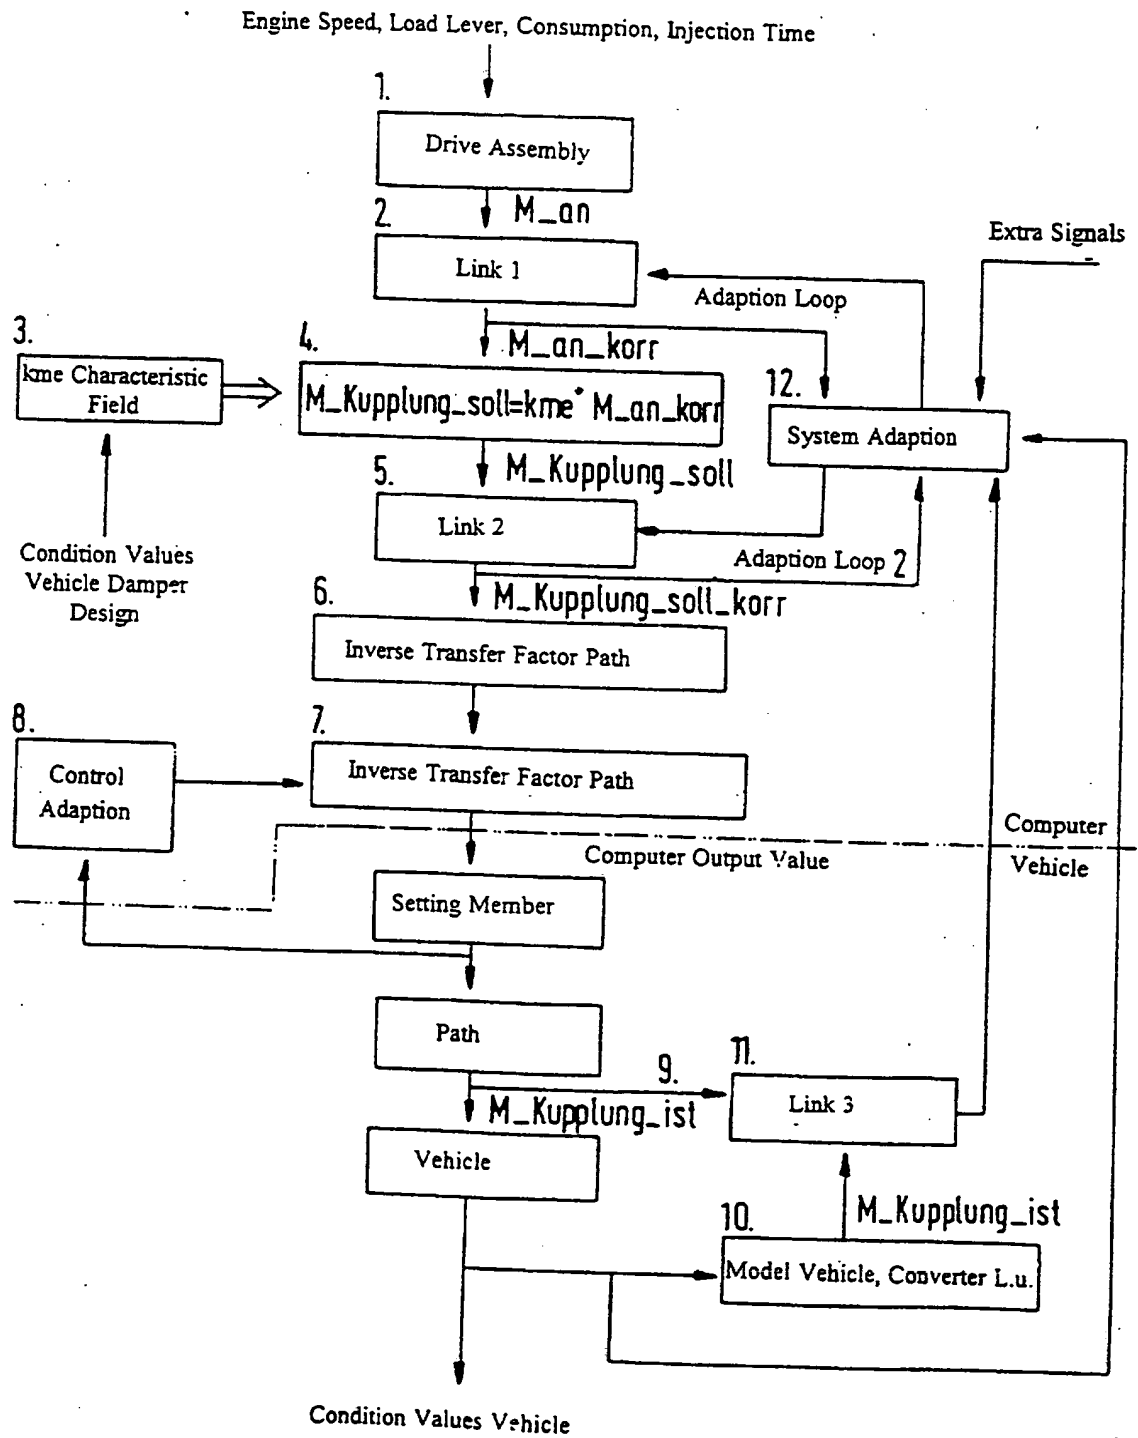 Engine Speed, Load Lever, Consumption, Injection Time
1.
Drive Assembly
M_an
2.
Link 1
Extra Signals
Adaption Loop
M_an_korr
3.
kme Characteristic
Field
4.
M_Kupplung_soll=kme* M_an_korr
12.
System Adaption
M_Kupplung_soll
5.
Link 2
Adaption Loop 2
Condition Values
Vehicle Damper
Design
M_Kupplung_soll_korr
6.
Inverse Transfer Factor Path
7.
Inverse Transfer Factor Path
8.
Control
Adaption
Computer
Computer Output Value
Vehicle
Setting Member
Path
9.
M_Kupplung_ist
11.
Link 3
Vehicle
M_Kupplung_ist
10.
Model Vehicle, Converter L.u.
Condition Values Vehicle